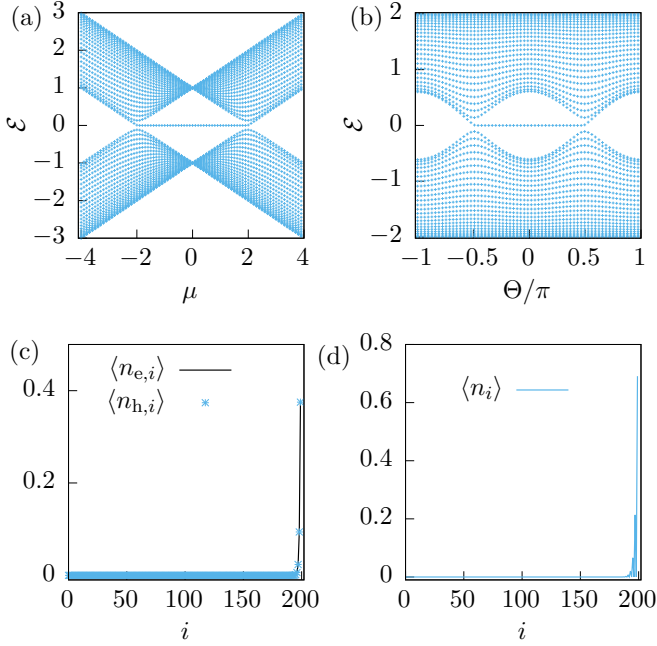 (a)
3
2
1
0
−1
−2
−3
ℰ
−4 −2 0 2 4
μ
(b)
2
1
0
−1
−2
ℰ
−1 −0.5 0 0.5 1
Θ/π
(c)
⟨n_{e,i}⟩
⟨n_{h,i}⟩
0.4
0.2
0
0 50 100 150 200
i
(d)
⟨n_i⟩
0.8
0.6
0.4
0.2
0
0 50 100 150 200
i